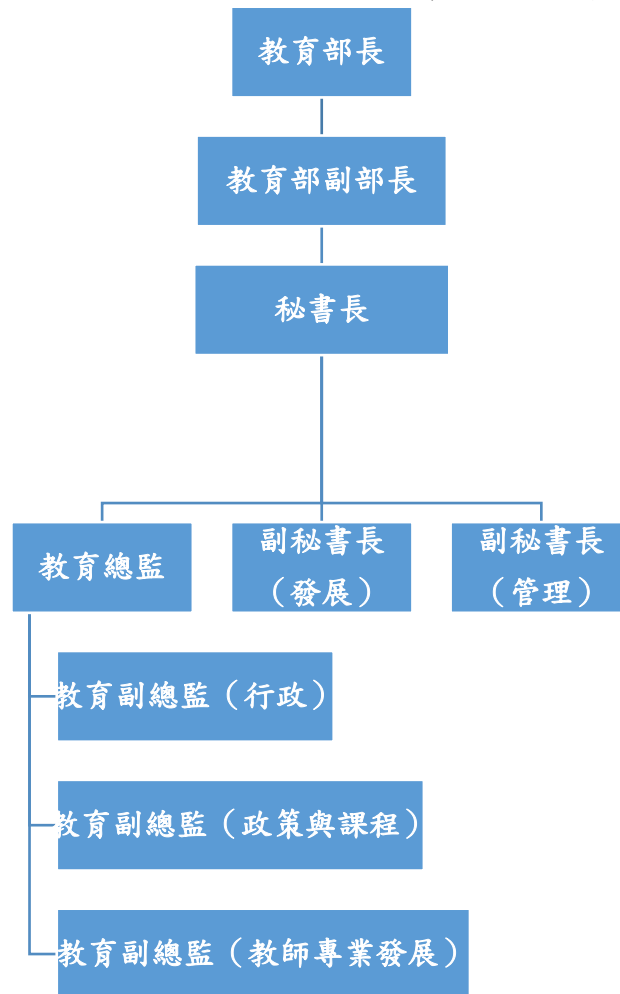 教育部長
教育部副部長
秘書長
教育總監
副秘書長
（發展）
副秘書長
（管理）
教育副總監（行政）
教育副總監（政策與課程）
教育副總監（教師專業發展）